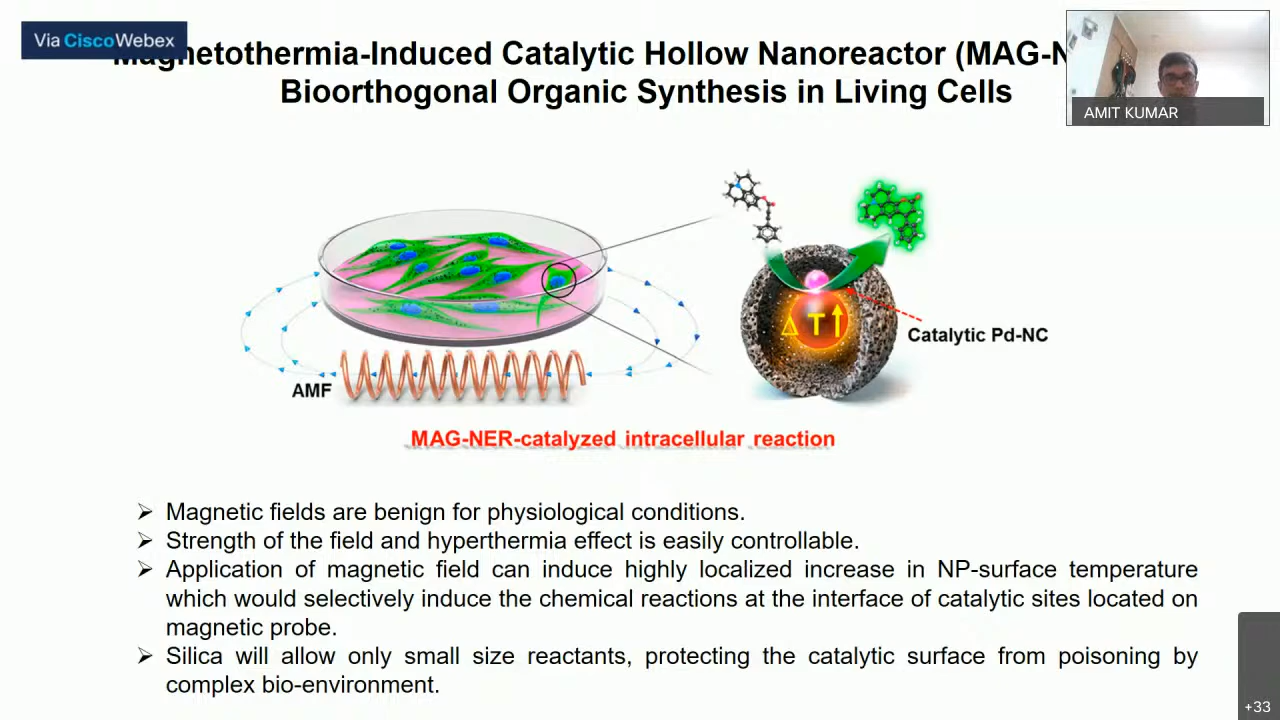 Via Cisco Webex
Magnetothermia-Induced Catalytic Hollow Nanoreactor (MAG-N
Bioorthogonal Organic Synthesis in Living Cells
AMIT KUMAR
Δ T↑
Catalytic Pd-NC
AMF
MAG-NER-catalyzed intracellular reaction
➢ Magnetic fields are benign for physiological conditions.
➢ Strength of the field and hyperthermia effect is easily controllable.
➢ Application of magnetic field can induce highly localized increase in NP-surface temperature
which would selectively induce the chemical reactions at the interface of catalytic sites located on
magnetic probe.
➢ Silica will allow only small size reactants, protecting the catalytic surface from poisoning by
complex bio-environment.
+33